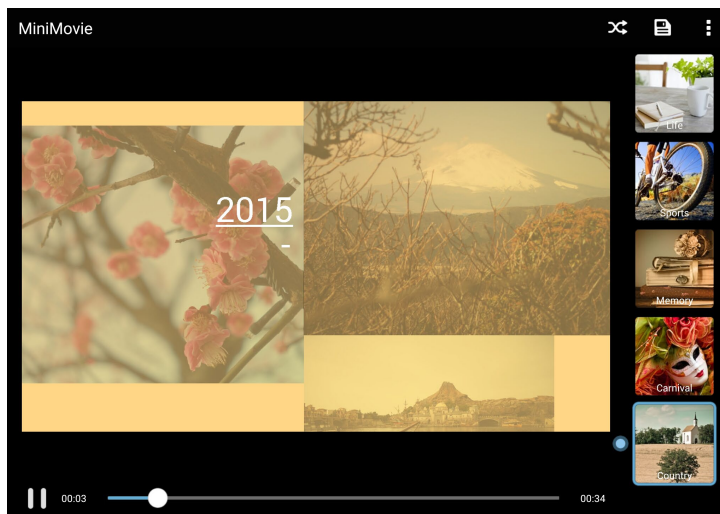 MiniMovie
2015
-
Life
Sports
Memory
Carnival
Country
00:03
00:34